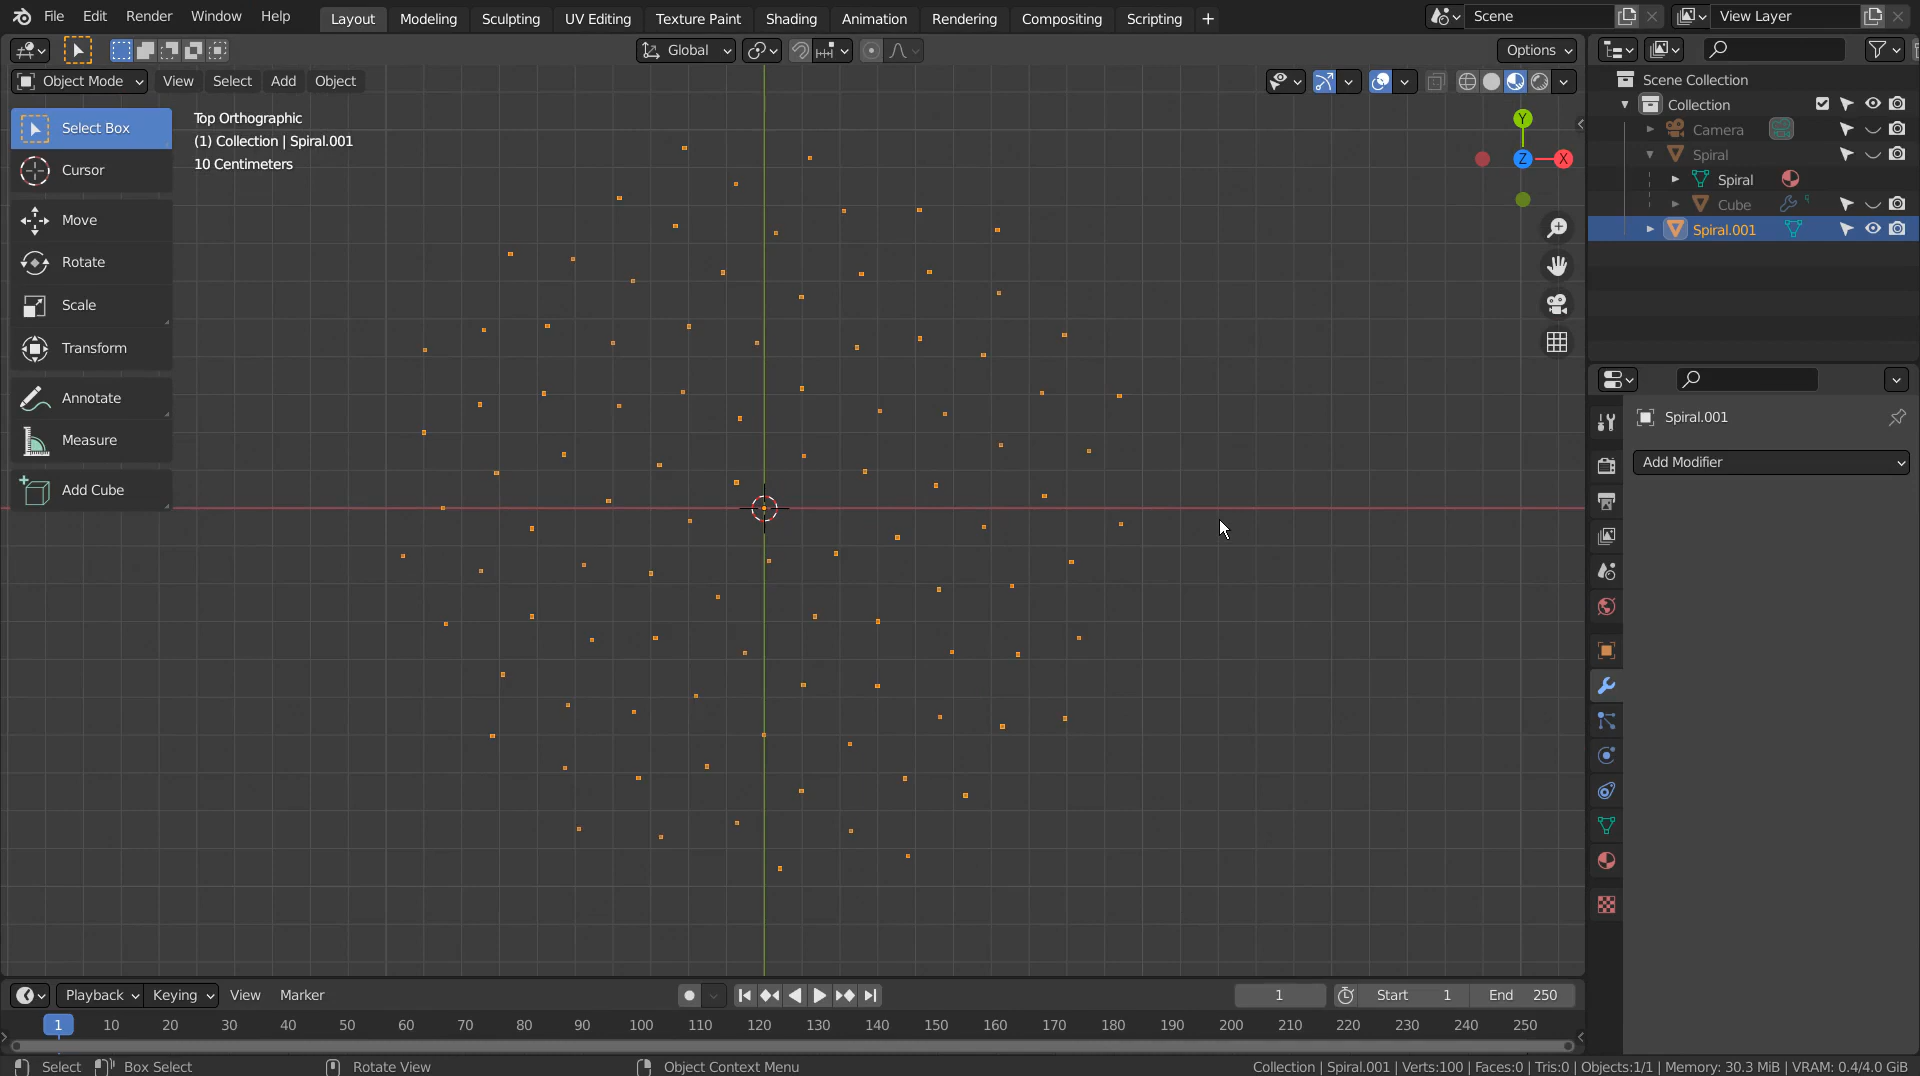 File Edit Render Window Help Layout Modeling Sculpting UV Editing Texture Paint Shading Animation Rendering Compositing Scripting + Scene View Layer
Global Options
Object Mode View Select Add Object
Select Box
Cursor
Move
Rotate
Scale
Transform
Annotate
Measure
Add Cube
Top Orthographic
(1) Collection | Spiral.001
10 Centimeters
Y
Z
X
Scene Collection
Collection
Camera
Spiral
Spiral
Cube
Spiral.001
Spiral.001
Add Modifier
Playback Keying View Marker 1 Start 1 End 250
1 10 20 30 40 50 60 70 80 90 100 110 120 130 140 150 160 170 180 190 200 210 220 230 240 250
Select Box Select Rotate View Object Context Menu Collection | Spiral.001 | Verts:100 | Faces:0 | Tris:0 | Objects:1/1 | Memory: 30.3 MiB | VRAM: 0.4/4.0 GiB